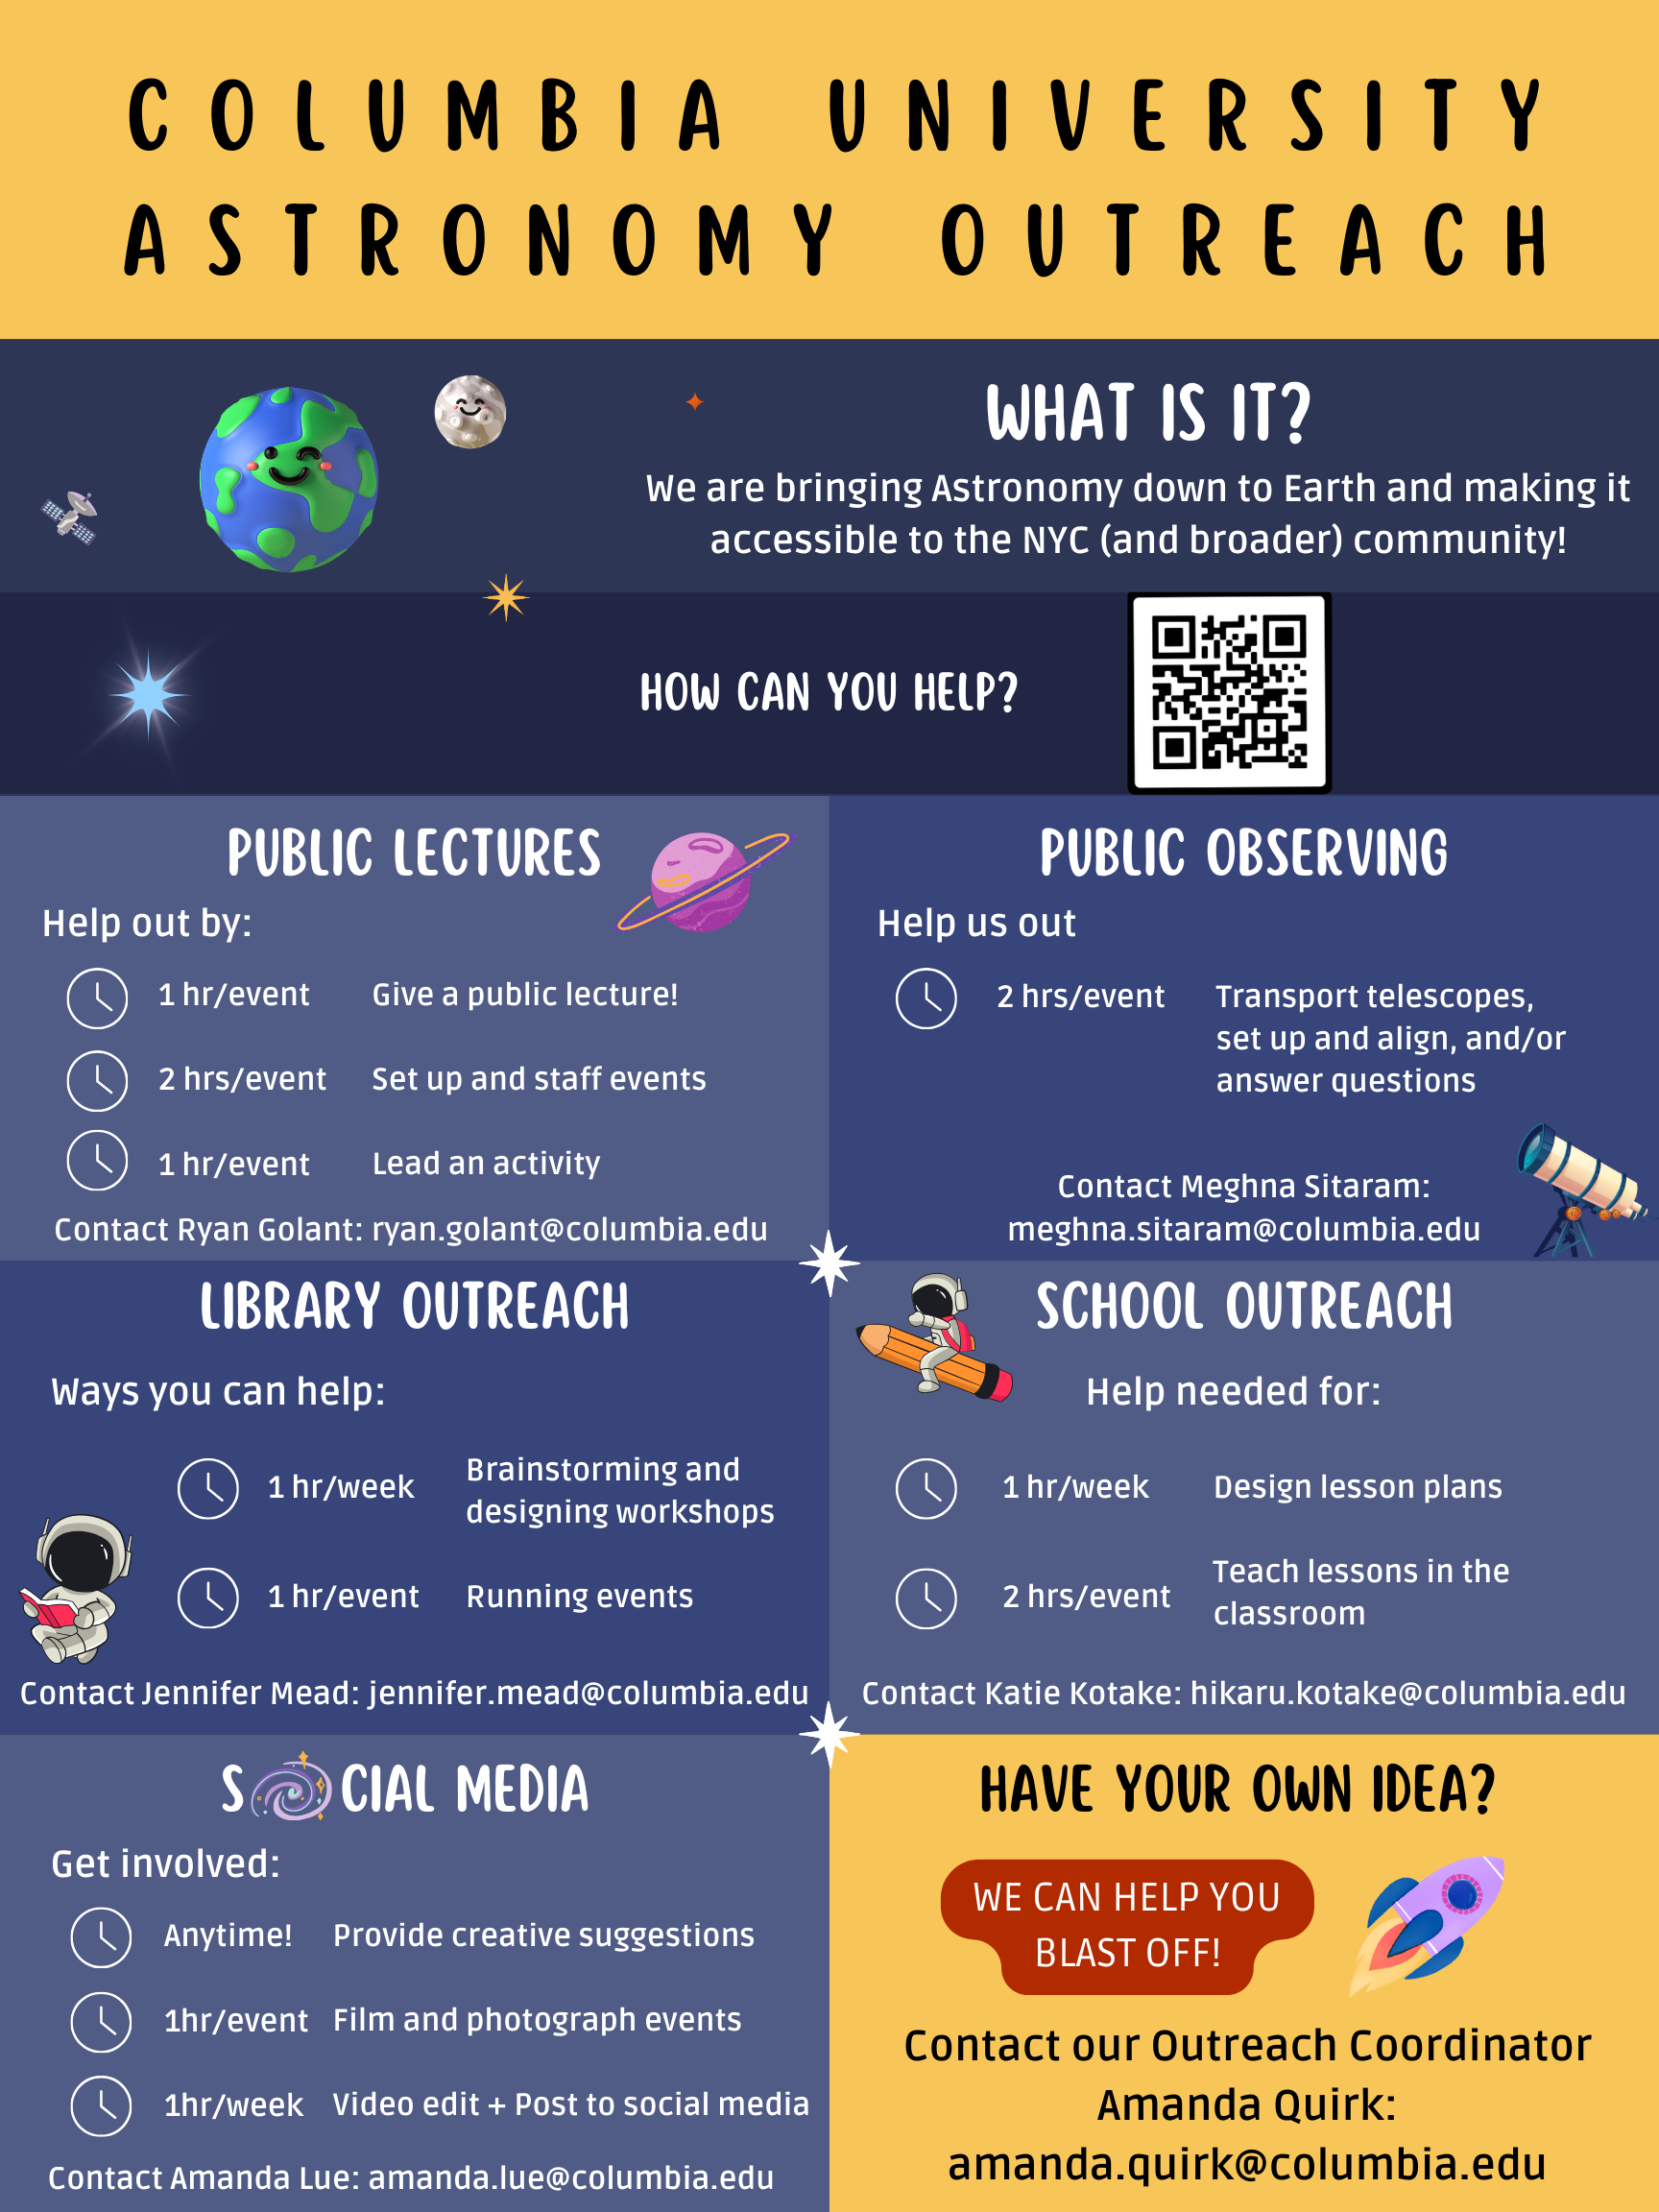 COLUMBIA UNIVERSITY
ASTRONOMY OUTREACH
WHAT IS IT?
We are bringing Astronomy down to Earth and making it
accessible to the NYC (and broader) community!
HOW CAN YOU HELP?
PUBLIC LECTURES
Help out by:
1 hr/event Give a public lecture!
2 hrs/event Set up and staff events
1 hr/event Lead an activity
Contact Ryan Golant: ryan.golant@columbia.edu
PUBLIC OBSERVING
Help us out
2 hrs/event Transport telescopes,
set up and align, and/or
answer questions
Contact Meghna Sitaram:
meghna.sitaram@columbia.edu
LIBRARY OUTREACH
Ways you can help:
1 hr/week Brainstorming and
designing workshops
1 hr/event Running events
Contact Jennifer Mead: jennifer.mead@columbia.edu
SCHOOL OUTREACH
Help needed for:
1 hr/week Design lesson plans
2 hrs/event Teach lessons in the
classroom
Contact Katie Kotake: hikaru.kotake@columbia.edu
SOCIAL MEDIA
Get involved:
Anytime! Provide creative suggestions
1hr/event Film and photograph events
1hr/week Video edit + Post to social media
Contact Amanda Lue: amanda.lue@columbia.edu
HAVE YOUR OWN IDEA?
WE CAN HELP YOU
BLAST OFF!
Contact our Outreach Coordinator
Amanda Quirk:
amanda.quirk@columbia.edu